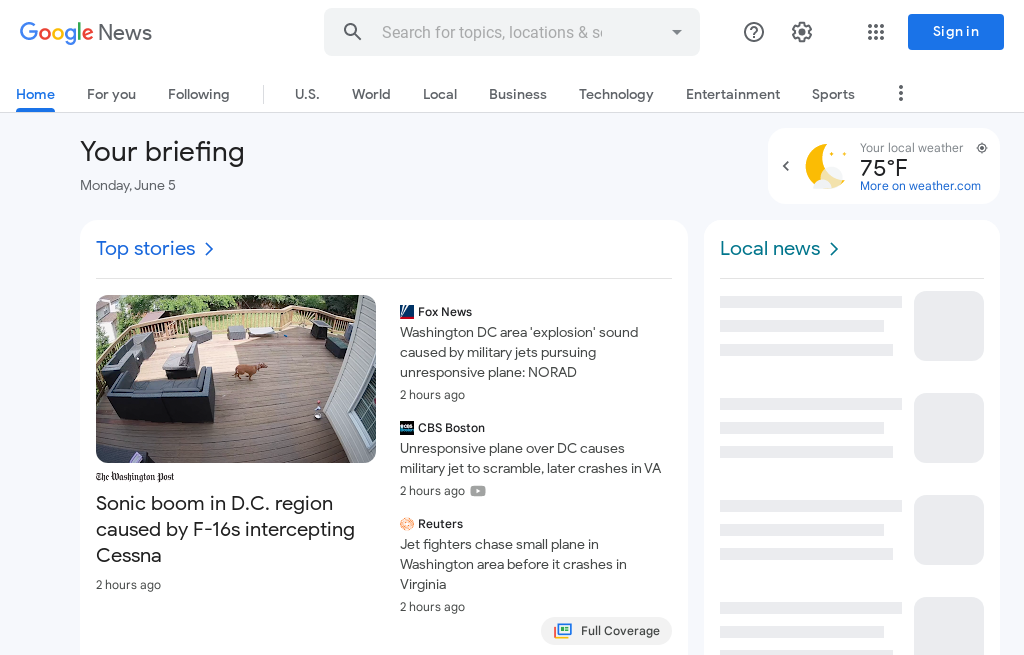 Google News
Search for topics, locations & s
Sign in
Home
For you
Following
U.S.
World
Local
Business
Technology
Entertainment
Sports
Your briefing
Monday, June 5
Your local weather
75°F
More on weather.com
Top stories
The Washington Post
Sonic boom in D.C. region
caused by F-16s intercepting
Cessna
2 hours ago
Fox News
Washington DC area 'explosion' sound
caused by military jets pursuing
unresponsive plane: NORAD
2 hours ago
CBS Boston
Unresponsive plane over DC causes
military jet to scramble, later crashes in VA
2 hours ago
Reuters
Jet fighters chase small plane in
Washington area before it crashes in
Virginia
2 hours ago
Full Coverage
Local news